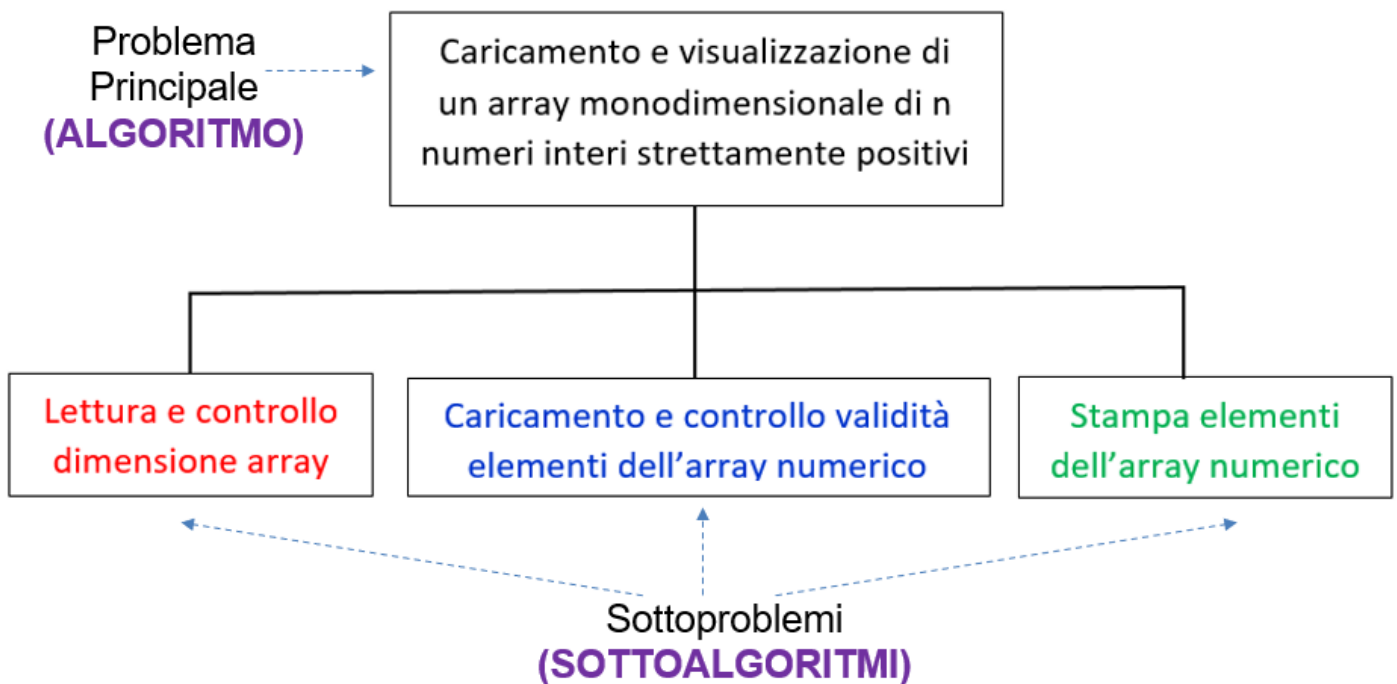 Problema
Principale
(ALGORITMO)
Caricamento e visualizzazione di
un array monodimensionale di n
numeri interi strettamente positivi
Lettura e controllo
dimensione array
Caricamento e controllo validità
elementi dell'array numerico
Stampa elementi
dell'array numerico
Sottoproblemi
(SOTTOALGORITMI)